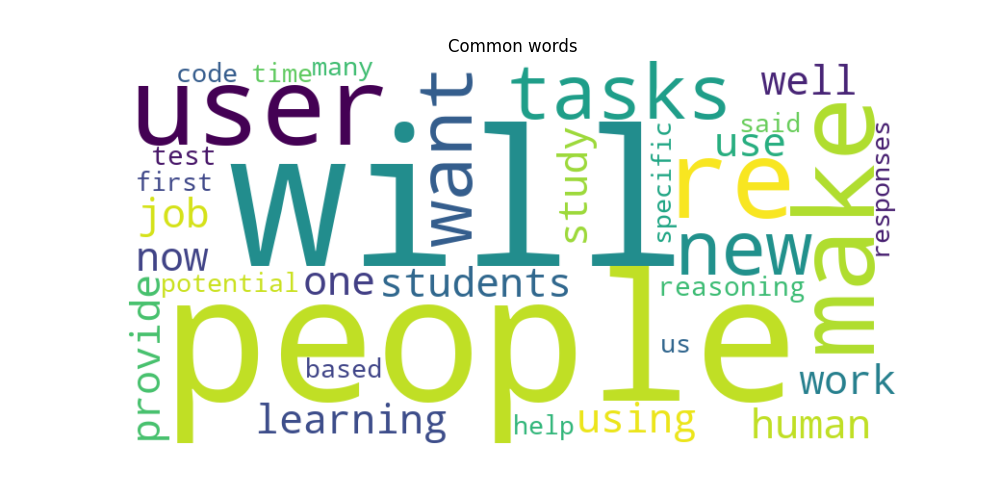 Common words
code
time
many
user
want
tasks
well
test
first
will
study
specific
said
use
re
make
responses
job
now
potential
one
students
new
reasoning
provide
people
based
us
work
learning
help
using
human